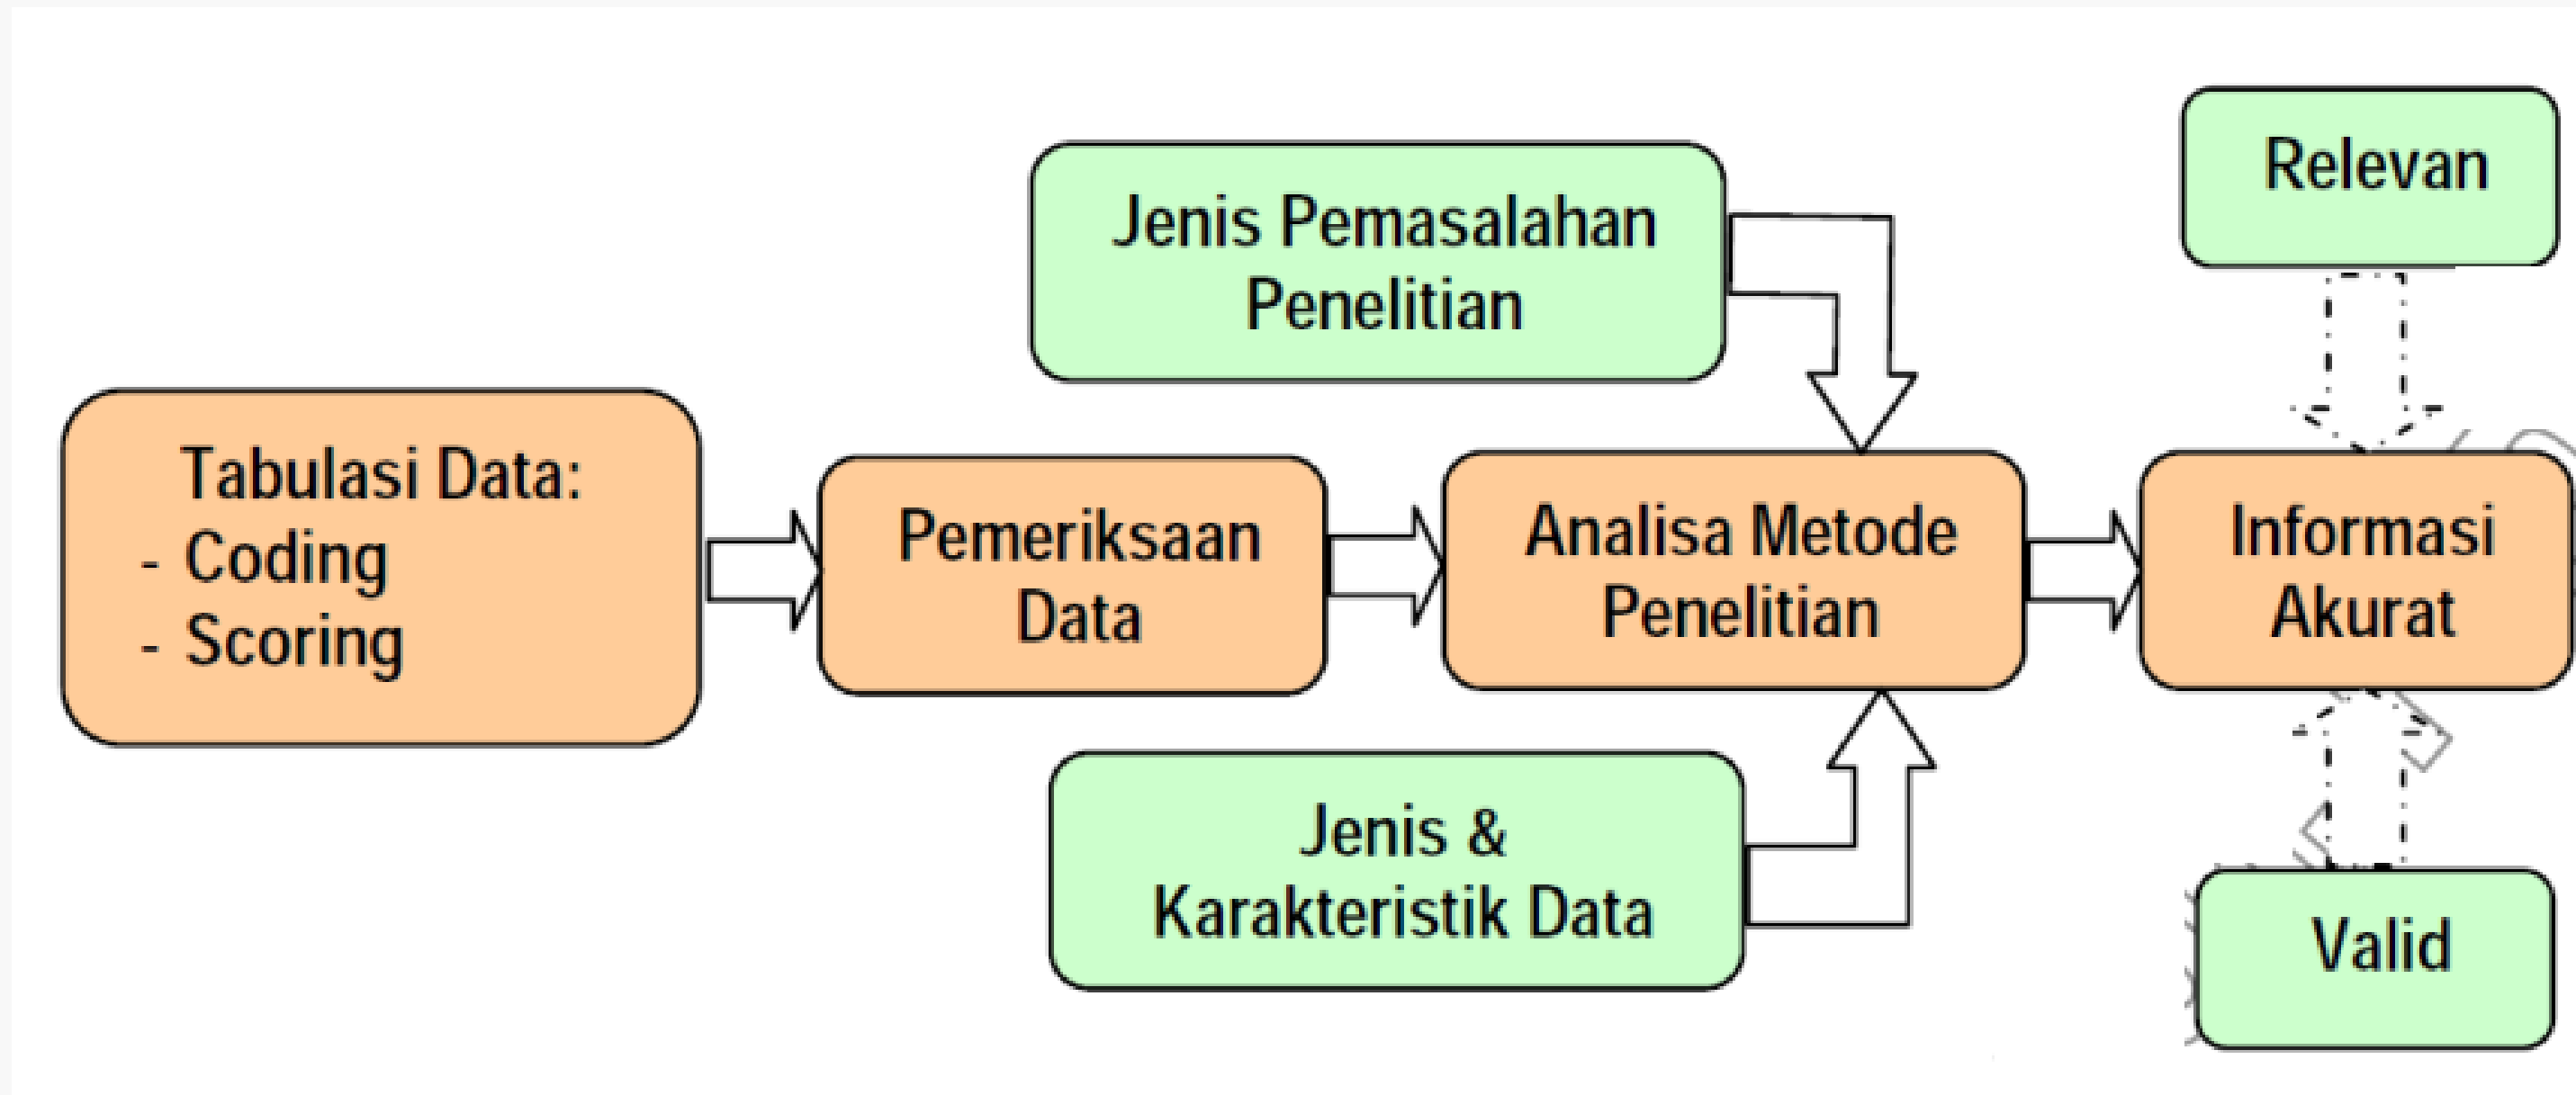 Tabulasi Data:
- Coding
- Scoring
Pemeriksaan
Data
Jenis Pemasalahan
Penelitian
Analisa Metode
Penelitian
Jenis &
Karakteristik Data
Relevan
Informasi
Akurat
Valid